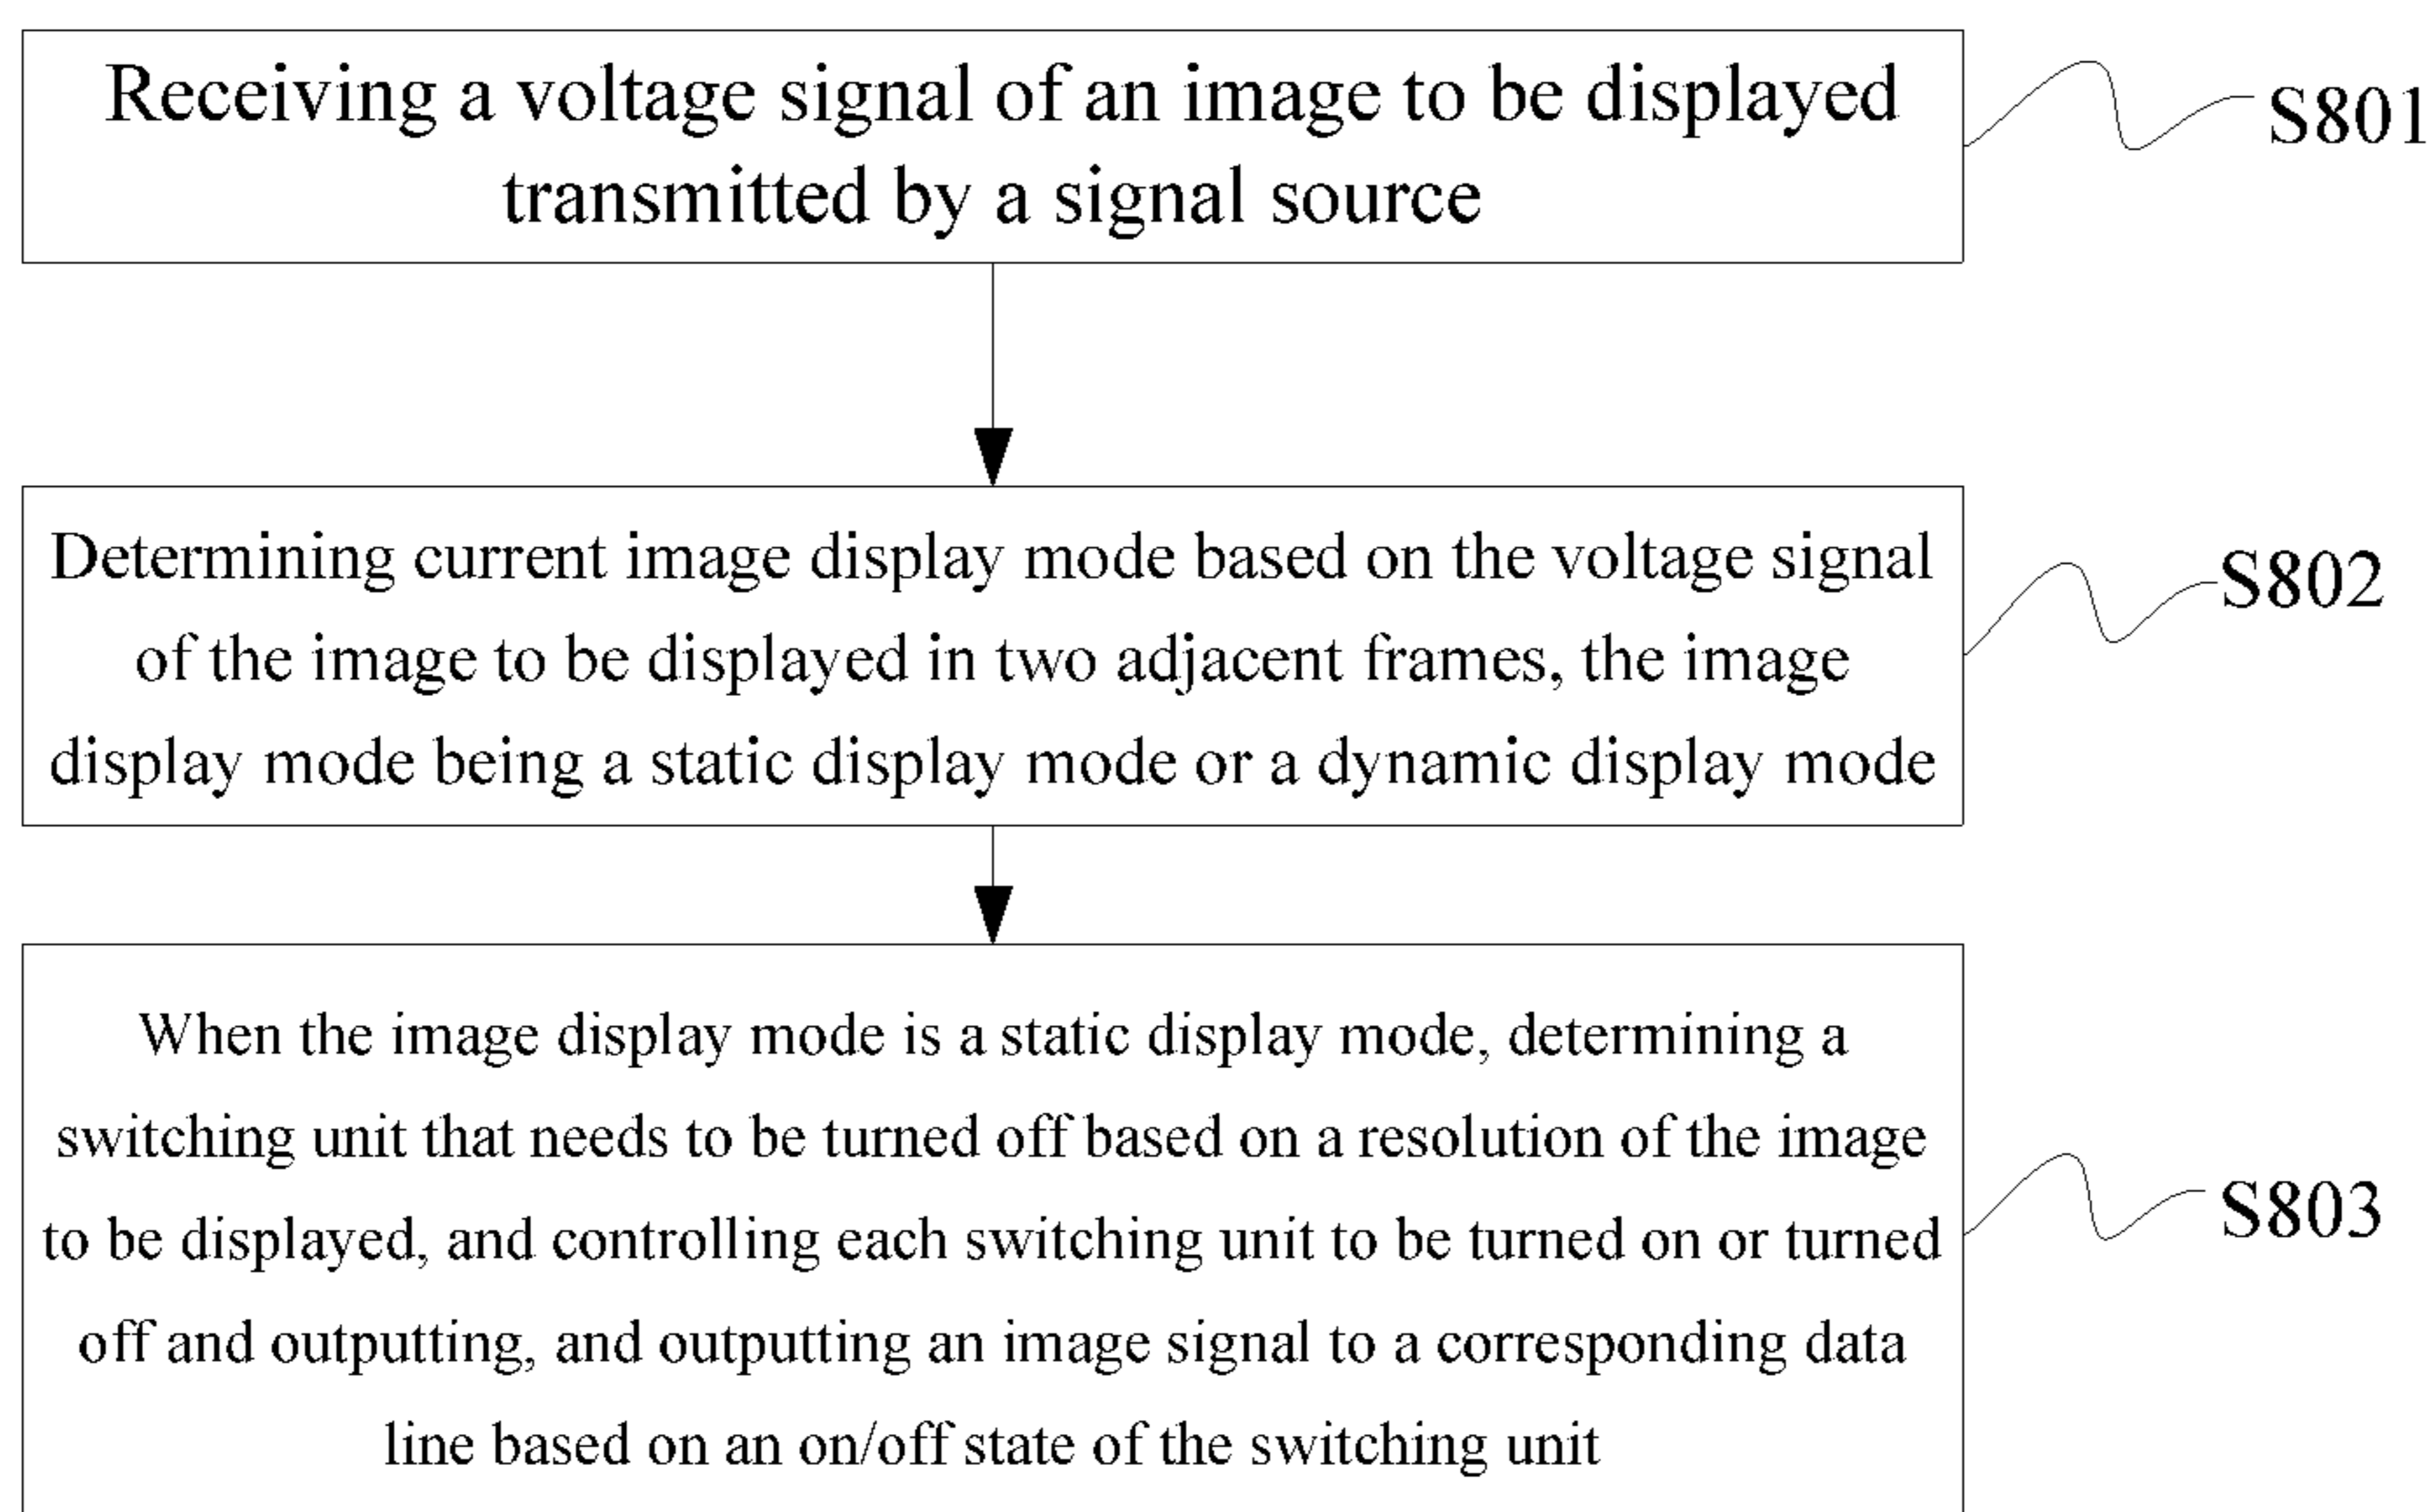 Receiving a voltage signal of an image to be displayed
transmitted by a signal source
S801
Determining current image display mode based on the voltage signal
of the image to be displayed in two adjacent frames, the image
display mode being a static display mode or a dynamic display mode
S802
When the image display mode is a static display mode, determining a
switching unit that needs to be turned off based on a resolution of the image
to be displayed, and controlling each switching unit to be turned on or turned
off and outputting, and outputting an image signal to a corresponding data
line based on an on/off state of the switching unit
S803